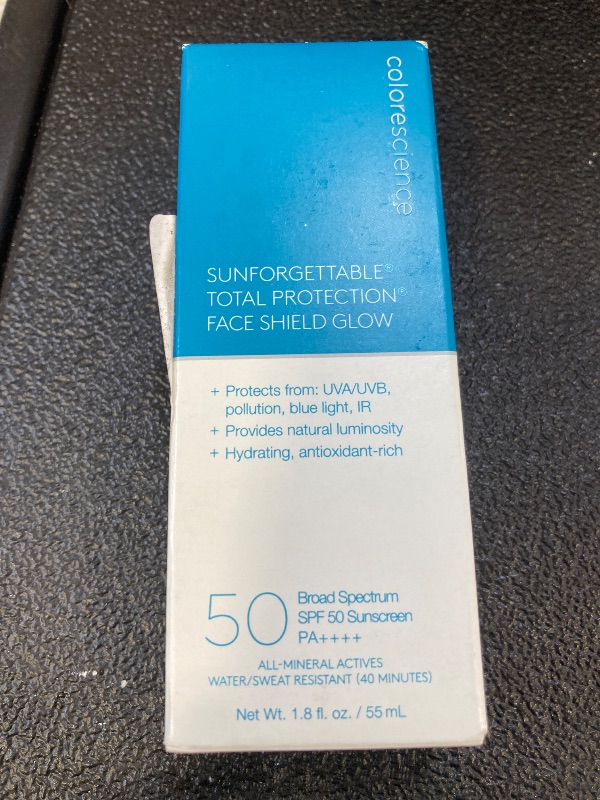 colorescience
SUNFORGETTABLE®
TOTAL PROTECTION®
FACE SHIELD GLOW
+ Protects from: UVA/UVB,
pollution, blue light, IR
+ Provides natural luminosity
+ Hydrating, antioxidant-rich
50
Broad Spectrum
SPF 50 Sunscreen
PA++++
ALL-MINERAL ACTIVES
WATER/SWEAT RESISTANT (40 MINUTES)
Net Wt. 1.8 fl. oz. / 55 mL